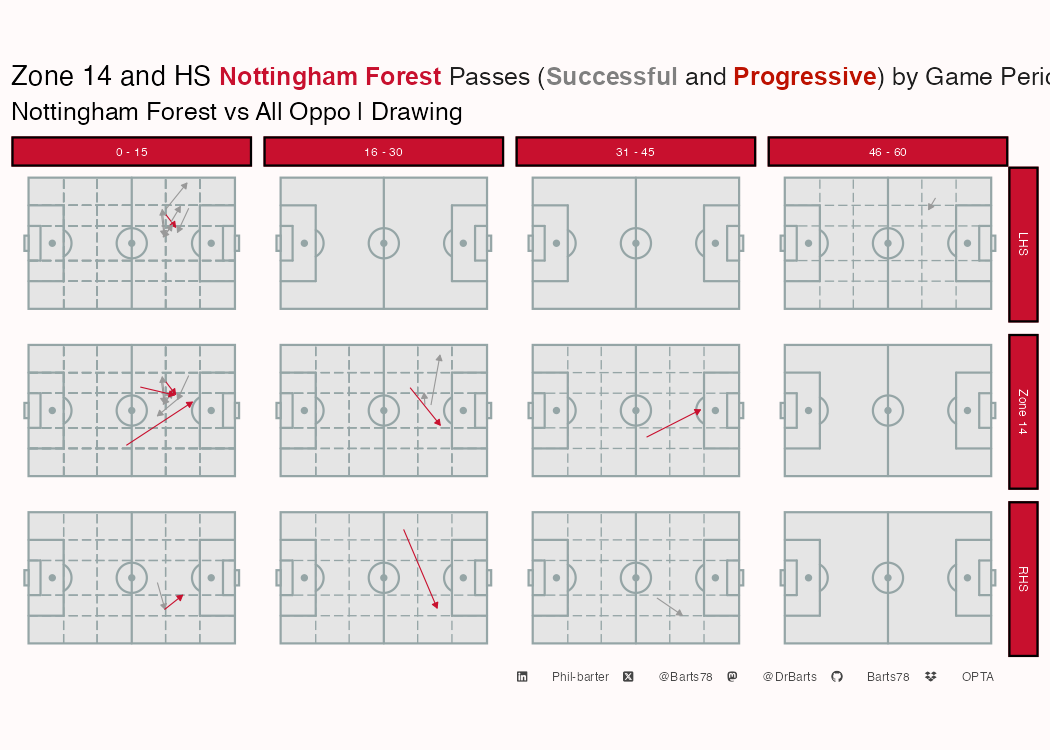 Zone 14 and HS Nottingham Forest Passes (Successful and Progressive) by Game Perio
Nottingham Forest vs All Oppo | Drawing
0 - 15 16 - 30 31 - 45 46 - 60
LHS
Zone 14
RHS
Phil-barter @Barts78 @DrBarts Barts78 OPTA